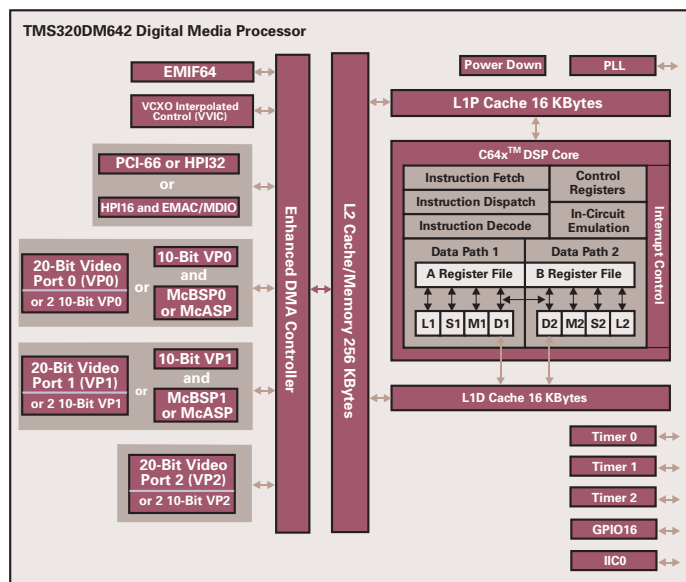 TMS320DM642 Digital Media Processor
EMIF64
VCXO Interpolated
Control (VVIC)
PCI-66 or HPI32
or
HPI16 and EMAC/MDIO
20-Bit Video
Port 0 (VP0)
or 2 10-Bit VP0
or
10-Bit VP0
and
McBSP0
or McASP
20-Bit Video
Port 1 (VP1)
or 2 10-Bit VP1
or
10-Bit VP1
and
McBSP1
or McASP
20-Bit Video
Port 2 (VP2)
or 2 10-Bit VP2
Enhanced DMA Controller
L2 Cache/Memory 256 KBytes
Power Down
PLL
L1P Cache 16 KBytes
C64x™ DSP Core
Instruction Fetch
Instruction Dispatch
Instruction Decode
Control
Registers
In-Circuit
Emulation
Interrupt Control
Data Path 1
A Register File
L1 S1 M1 D1
Data Path 2
B Register File
D2 M2 S2 L2
L1D Cache 16 KBytes
Timer 0
Timer 1
Timer 2
GPIO16
IIC0